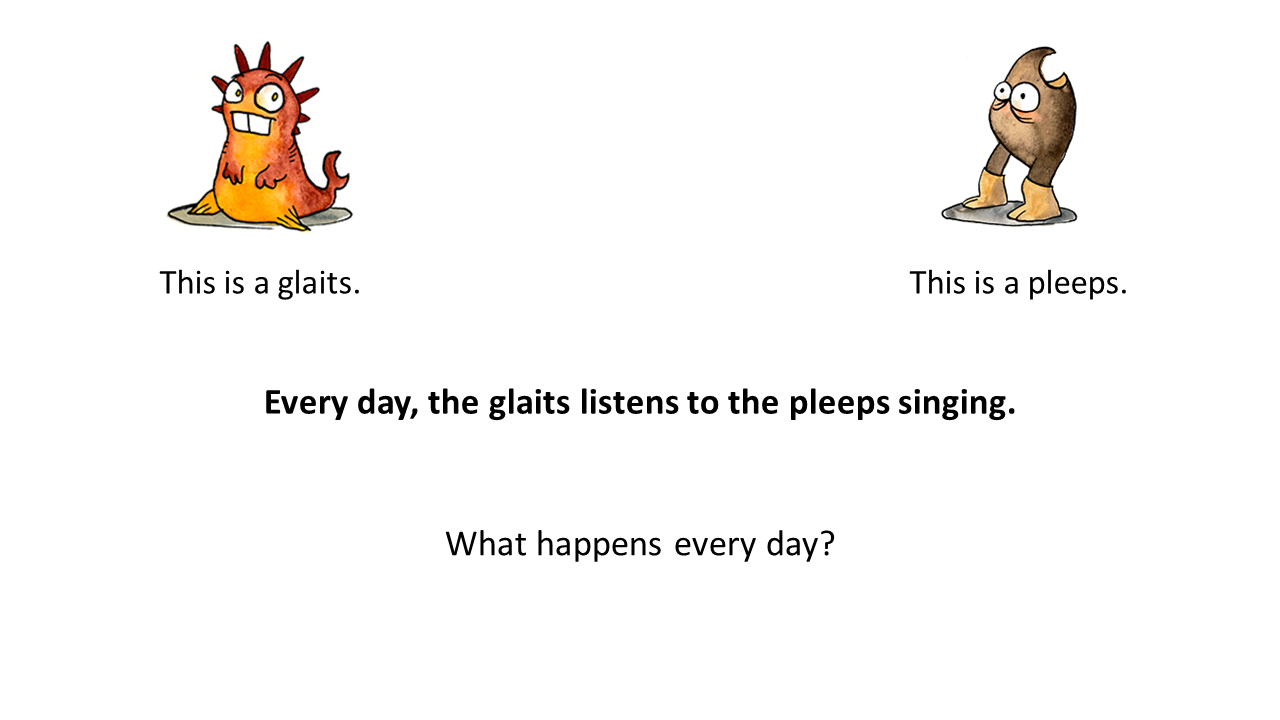 This is a glaits.
This is a pleeps.
Every day, the glaits listens to the pleeps singing.
What happens every day?